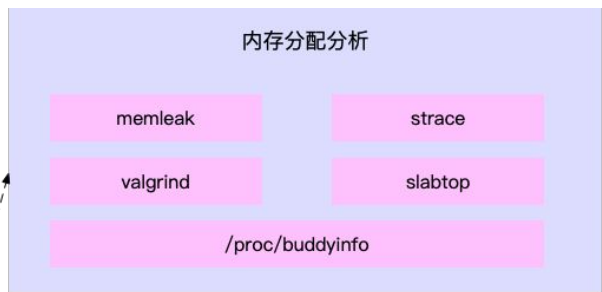 内存分配分析
memleak
strace
valgrind
slabtop
/proc/buddyinfo